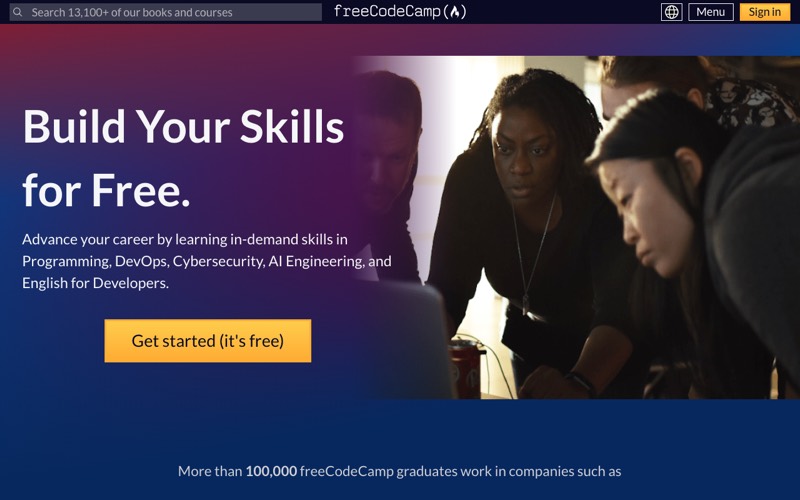 Search 13,100+ of our books and courses
freeCodeCamp(🔥)
Menu
Sign in
Build Your Skills
for Free.
Advance your career by learning in-demand skills in
Programming, DevOps, Cybersecurity, AI Engineering, and
English for Developers.
Get started (it's free)
More than 100,000 freeCodeCamp graduates work in companies such as